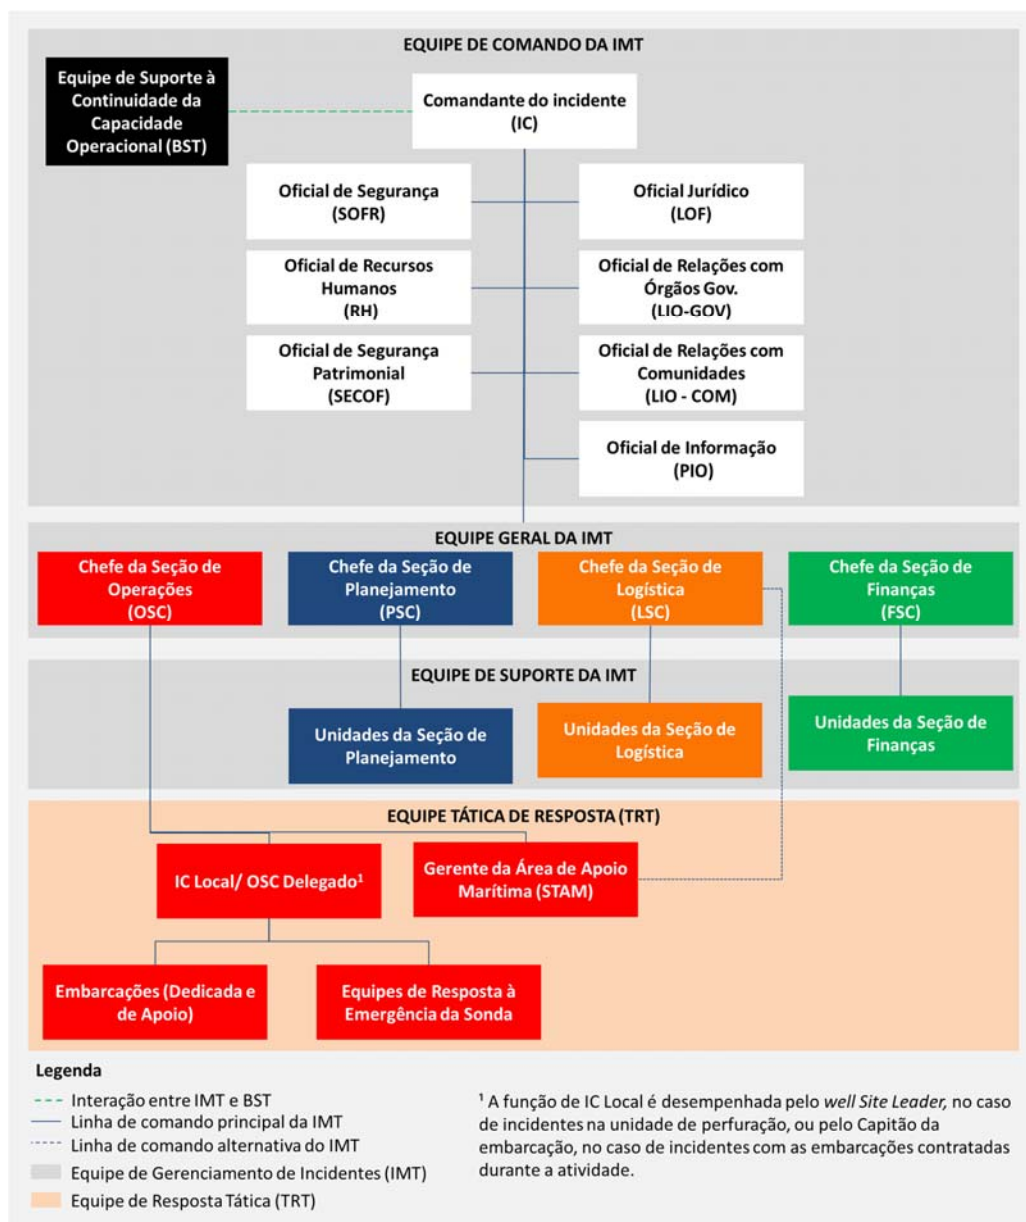 EQUIPE DE COMANDO DA IMT
Equipe de Suporte à
Continuidade da
Capacidade
Operacional (BST)
Comandante do incidente
(IC)
Oficial de Segurança
(SOFR)
Oficial Jurídico
(LOF)
Oficial de Recursos
Humanos
(RH)
Oficial de Relações com
Órgãos Gov.
(LIO-GOV)
Oficial de Segurança
Patrimonial
(SECOF)
Oficial de Relações com
Comunidades
(LIO - COM)
Oficial de Informação
(PIO)
EQUIPE GERAL DA IMT
Chefe da Seção de
Operações
(OSC)
Chefe da Seção de
Planejamento
(PSC)
Chefe da Seção de
Logística
(LSC)
Chefe da Seção de
Finanças
(FSC)
EQUIPE DE SUPORTE DA IMT
Unidades da Seção de
Planejamento
Unidades da Seção de
Logística
Unidades da Seção de
Finanças
EQUIPE TÁTICA DE RESPOSTA (TRT)
IC Local/ OSC Delegado¹
Gerente da Área de Apoio
Marítima (STAM)
Embarcações (Dedicada e
de Apoio)
Equipes de Resposta à
Emergência da Sonda
Legenda
Interação entre IMT e BST
Linha de comando principal da IMT
Linha de comando alternativa do IMT
Equipe de Gerenciamento de Incidentes (IMT)
Equipe de Resposta Tática (TRT)
¹ A função de IC Local é desempenhada pelo well Site Leader, no caso
de incidentes na unidade de perfuração, ou pelo Capitão da
embarcação, no caso de incidentes com as embarcações contratadas
durante a atividade.